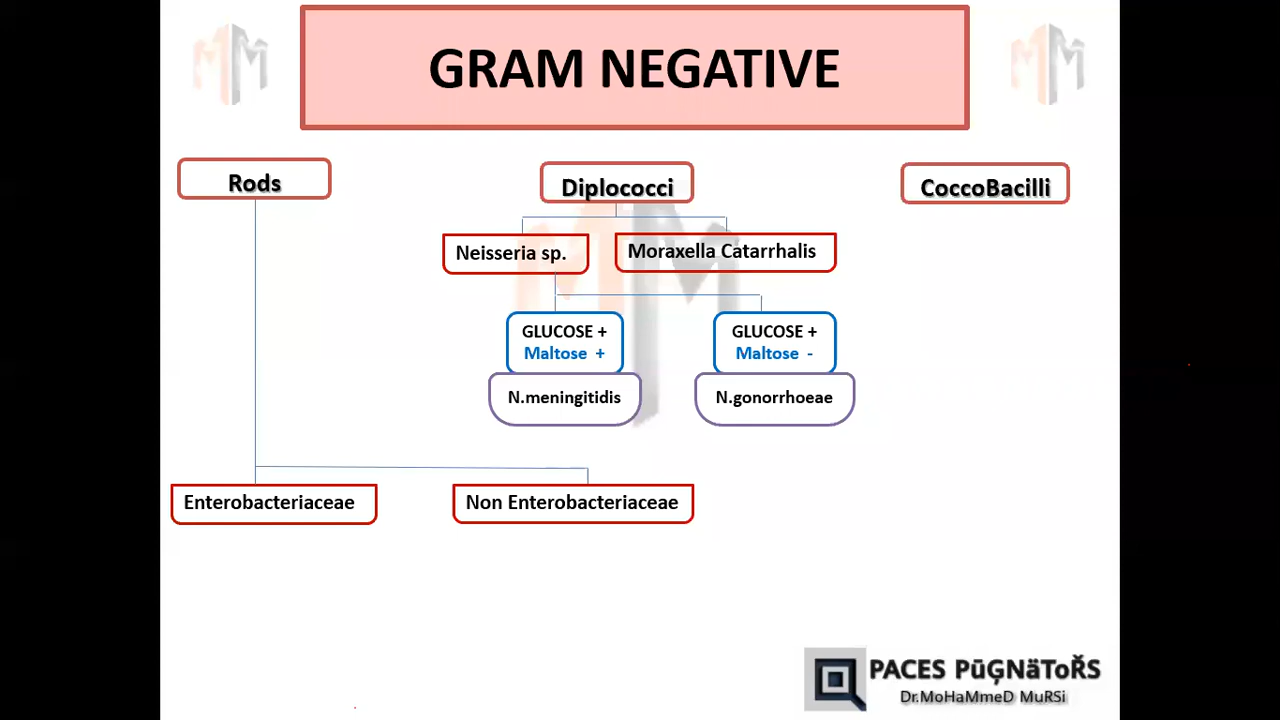 GRAM NEGATIVE
Rods
Diplococci
CoccoBacilli
Neisseria sp.
Moraxella Catarrhalis
GLUCOSE +
Maltose +
GLUCOSE +
Maltose -
N.meningitidis
N.gonorrhoeae
Enterobacteriaceae
Non Enterobacteriaceae
PACES PūĢNäToŘS
Dr.MoHaMmeD MuRSi